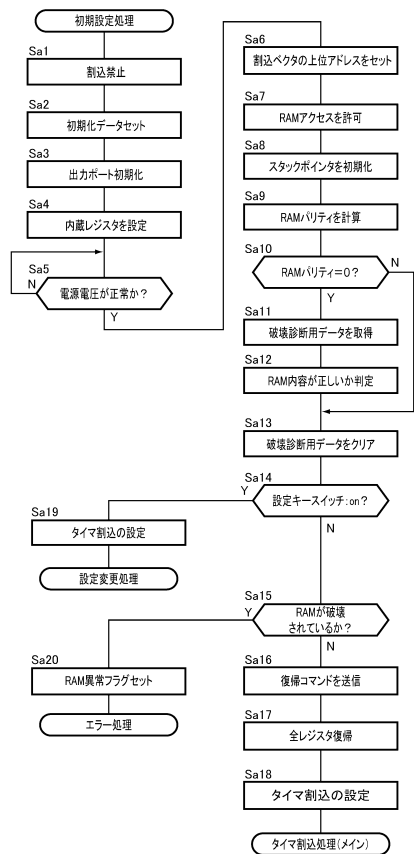 初期設定処理
Sa1
割込禁止
Sa2
初期化データセット
Sa3
出力ポート初期化
Sa4
内蔵レジスタを設定
Sa5
N
電源電圧が正常か？
Y
Sa6
割込ベクタの上位アドレスをセット
Sa7
RAMアクセスを許可
Sa8
スタックポインタを初期化
Sa9
RAMパリティを計算
Sa10
RAMパリティ＝0？
N
Y
Sa11
破壊診断用データを取得
Sa12
RAM内容が正しいか判定
Sa13
破壊診断用データをクリア
Sa14
Y
設定キースイッチ:on？
N
Sa19
タイマ割込の設定
設定変更処理
Sa15
Y
RAMが破壊
されているか？
N
Sa20
RAM異常フラグセット
エラー処理
Sa16
復帰コマンドを送信
Sa17
全レジスタ復帰
Sa18
タイマ割込の設定
タイマ割込処理(メイン)